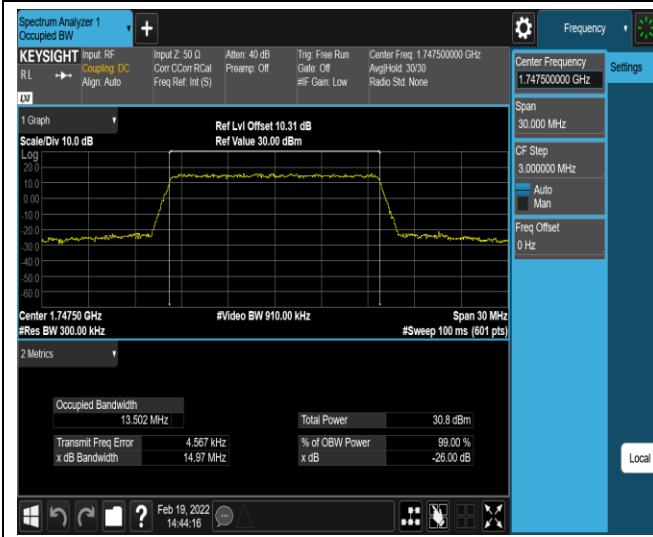 Spectrum Analyzer 1
Occupied BW
+
Frequency
KEYSIGHT
RL
LXI
Input: RF
Coupling: DC
Align: Auto
Input Z: 50 Ω
Corr CCorr RCal
Freq Ref: Int (S)
Atten: 40 dB
Preamp: Off
Trig: Free Run
Gate: Off
#IF Gain: Low
Center Freq: 1.747500000 GHz
Avg|Hold: 30/30
Radio Std: None
Center Frequency
1.747500000 GHz
Settings
Span
30.000 MHz
CF Step
3.000000 MHz
Auto
Man
Freq Offset
0 Hz
Local
1 Graph
Scale/Div 10.0 dB
Ref Lvl Offset 10.31 dB
Ref Value 30.00 dBm
Log
20.0
10.0
0.00
-10.0
-20.0
-30.0
-40.0
-50.0
-60.0
Center 1.74750 GHz
#Video BW 910.00 kHz
Span 30 MHz
#Res BW 300.00 kHz
#Sweep 100 ms (601 pts)
2 Metrics
Occupied Bandwidth
13.502 MHz
Total Power 30.8 dBm
Transmit Freq Error 4.567 kHz
% of OBW Power 99.00 %
x dB Bandwidth 14.97 MHz
x dB -26.00 dB
?
Feb 19, 2022
14:44:16